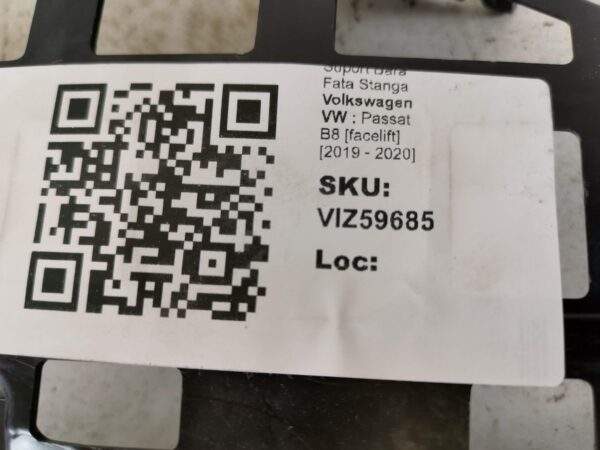 Suport Bara
Fata Stanga
Volkswagen
VW : Passat
B8 [facelift]
[2019 - 2020]
SKU:
VIZ59685
Loc: